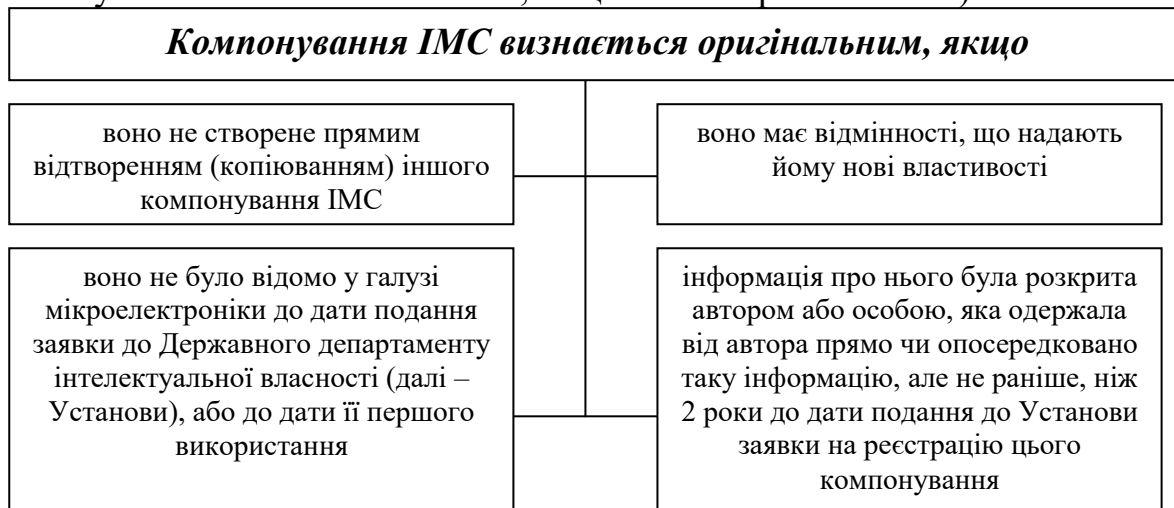 Компонування ІМС визнається оригінальним, якщо
воно не створене прямим
відтворенням (копіюванням) іншого
компонування ІМС
воно має відмінності, що надають
йому нові властивості
воно не було відомо у галузі
мікроелектроніки до дати подання
заявки до Державного департаменту
інтелектуальної власності (далі –
Установи), або до дати її першого
використання
інформація про нього була розкрита
автором або особою, яка одержала
від автора прямо чи опосередковано
таку інформацію, але не раніше, ніж
2 роки до дати подання до Установи
заявки на реєстрацію цього
компонування